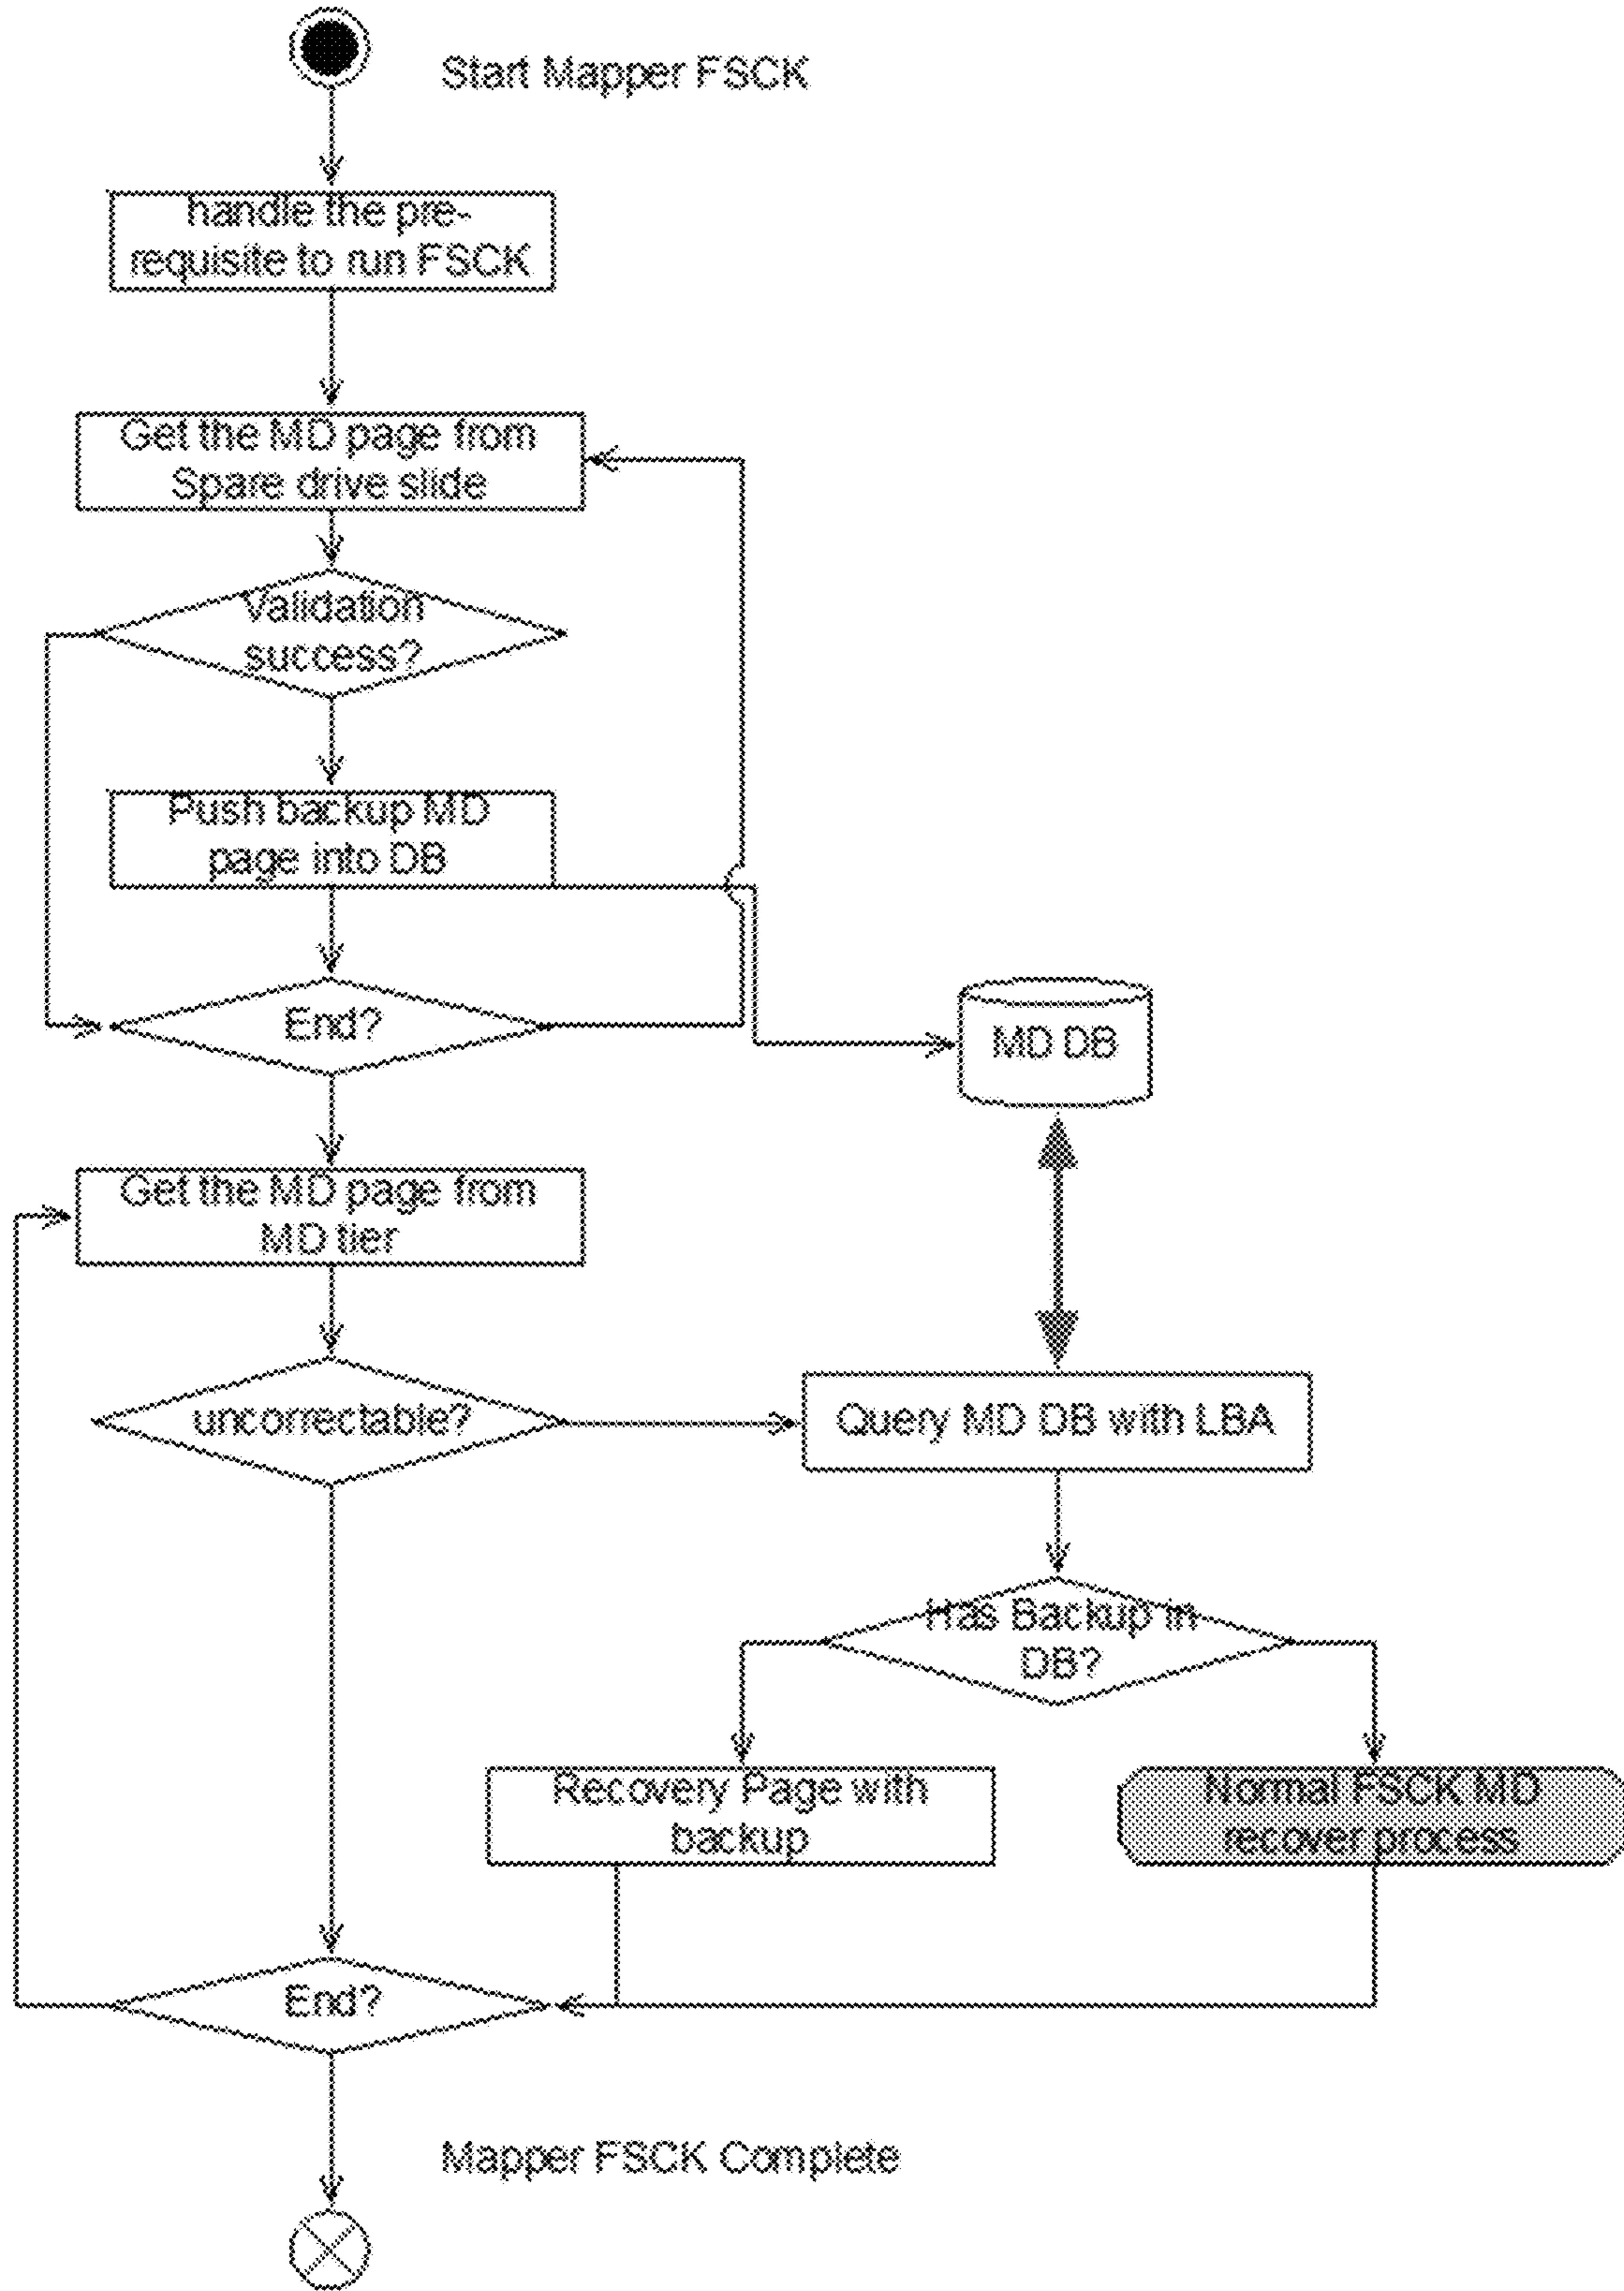 Start Mapper FSCK
handle the pre-
requisite to run FSCK
Get the MD page from
Spare drive slide
Validation
success?
Push backup MD
page into DB
End?
MD DB
Get the MD page from
MD tier
uncorrectable?
Query MD DB with LBA
Has Backup in
DB?
Recovery Page with
backup
Normal FSCK MD
recover process
End?
Mapper FSCK Complete